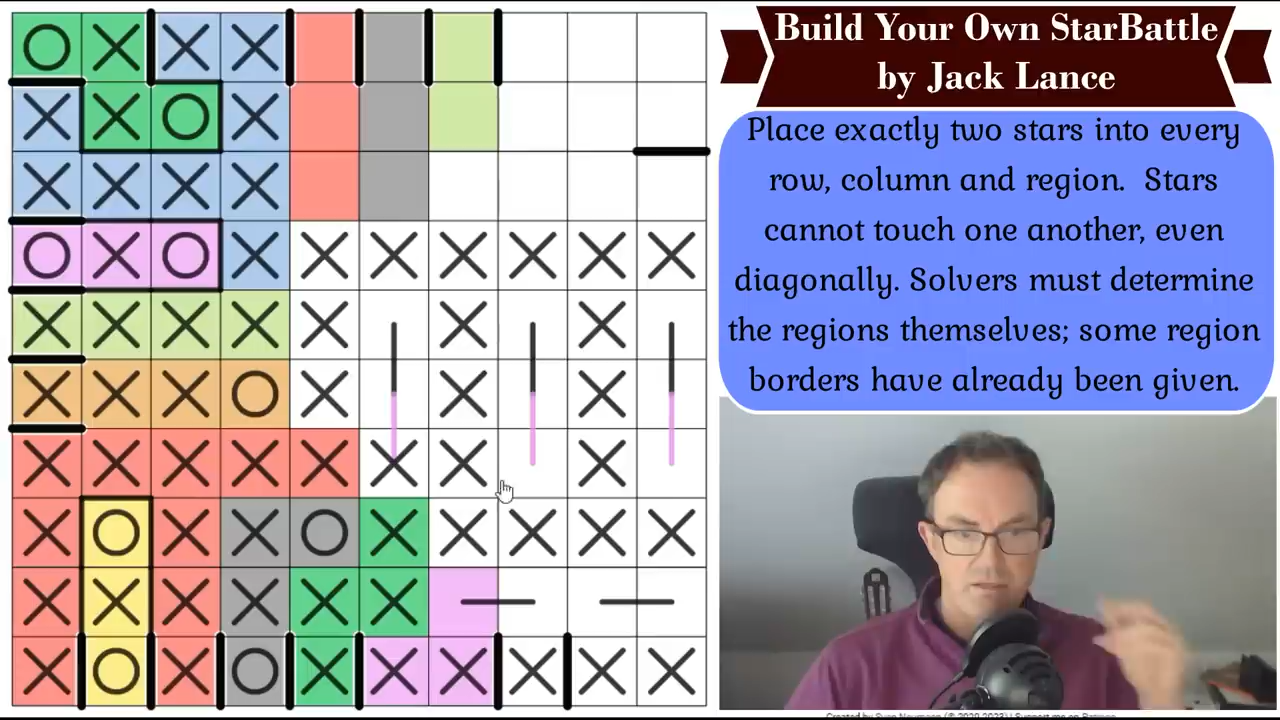 Build Your Own StarBattle
by Jack Lance
Place exactly two stars into every
row, column and region. Stars
cannot touch one another, even
diagonally. Solvers must determine
the regions themselves; some region
borders have already been given.